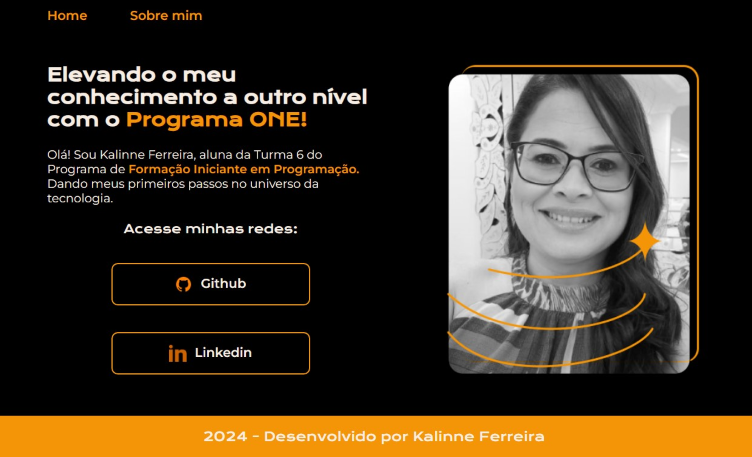 Home
Sobre mim
Elevando o meu
conhecimento a outro nível
com o Programa ONE!
Olá! Sou Kalinne Ferreira, aluna da Turma 6 do
Programa de Formação Iniciante em Programação.
Dando meus primeiros passos no universo da
tecnologia.
Acesse minhas redes:
Github
in Linkedin
2024 - Desenvolvido por Kalinne Ferreira